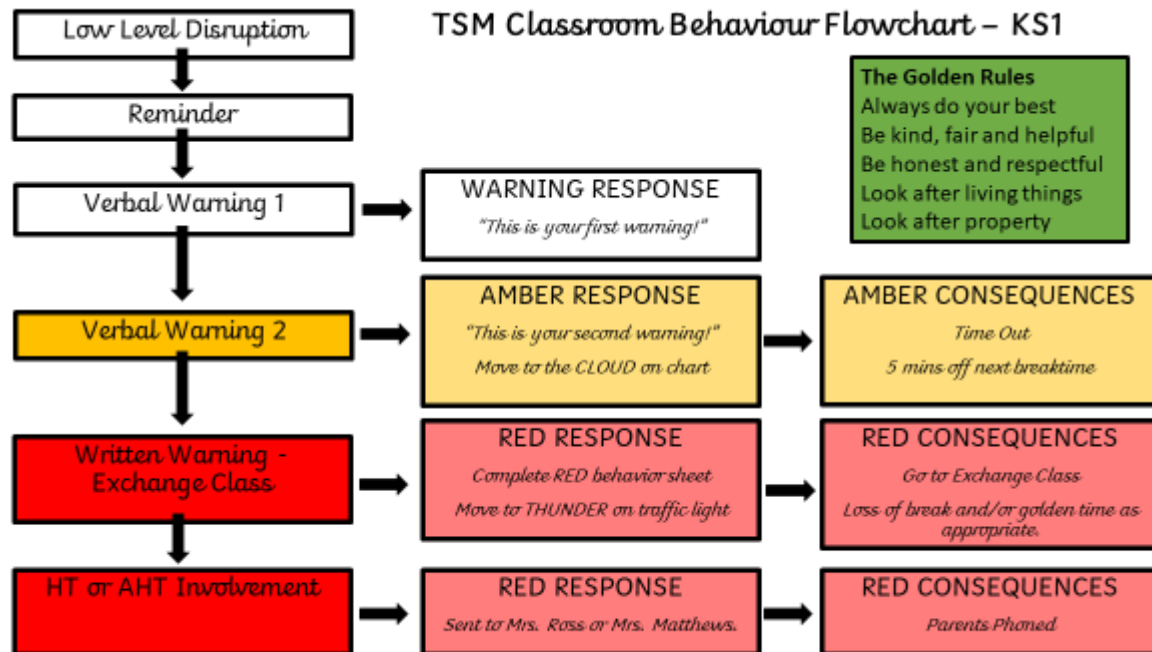 TSM Classroom Behaviour Flowchart – KS1
Low Level Disruption
Reminder
The Golden Rules
Always do your best
Be kind, fair and helpful
Be honest and respectful
Look after living things
Look after property
Verbal Warning 1
WARNING RESPONSE
"This is your first warning!"
Verbal Warning 2
AMBER RESPONSE
"This is your second warning!"
Move to the CLOUD on chart
AMBER CONSEQUENCES
Time Out
5 mins off next breaktime
Written Warning -
Exchange Class
RED RESPONSE
Complete RED behavior sheet
Move to THUNDER on traffic light
RED CONSEQUENCES
Go to Exchange Class
Loss of break and/or golden time as
appropriate.
HT or AHT Involvement
RED RESPONSE
Sent to Mrs. Ross or Mrs. Matthews.
RED CONSEQUENCES
Parents Phoned